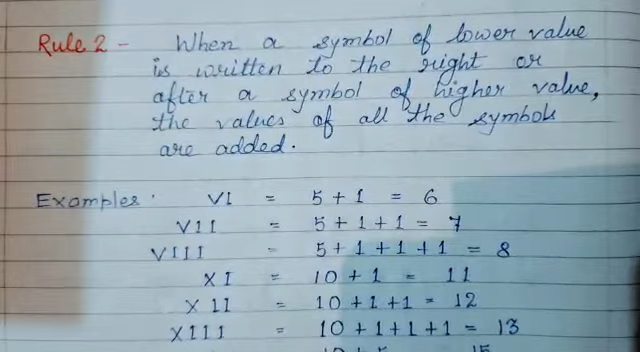 Rule 2 - When a symbol of lower value
is written to the right or
after a symbol of higher value,
the values of all the symbols
are added.
Examples. VI = 5 + 1 = 6
VII = 5 + 1 + 1 = 7
VIII = 5 + 1 + 1 + 1 = 8
XI = 10 + 1 = 11
XII = 10 + 1 + 1 = 12
XIII = 10 + 1 + 1 + 1 = 13